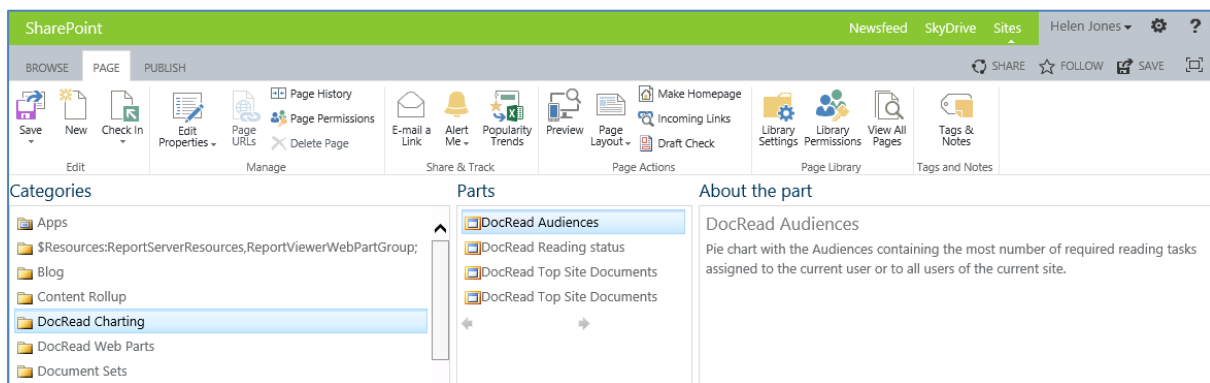 SharePoint
Newsfeed SkyDrive Sites Helen Jones ?
BROWSE PAGE PUBLISH
SHARE FOLLOW SAVE
Save
New
Check In
Edit
Edit Properties
Page URLs
Page History
Page Permissions
Delete Page
Manage
E-mail a Link
Alert Me
Popularity Trends
Share & Track
Preview
Page Layout
Make Homepage
Incoming Links
Draft Check
Page Actions
Library Settings
Library Permissions
View All Pages
Page Library
Tags & Notes
Tags and Notes
Categories
Apps
$Resources:ReportServerResources,ReportViewerWebPartGroup;
Blog
Content Rollup
DocRead Charting
DocRead Web Parts
Document Sets
Parts
DocRead Audiences
DocRead Reading status
DocRead Top Site Documents
DocRead Top Site Documents
About the part
DocRead Audiences
Pie chart with the Audiences containing the most number of required reading tasks
assigned to the current user or to all users of the current site.